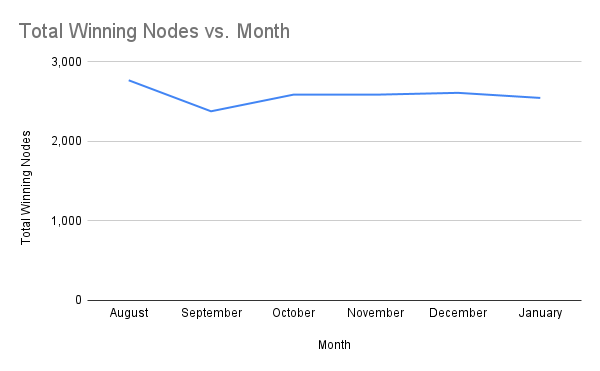 Total Winning Nodes vs. Month
3,000
2,000
1,000
0
Total Winning Nodes
August September October November December January
Month